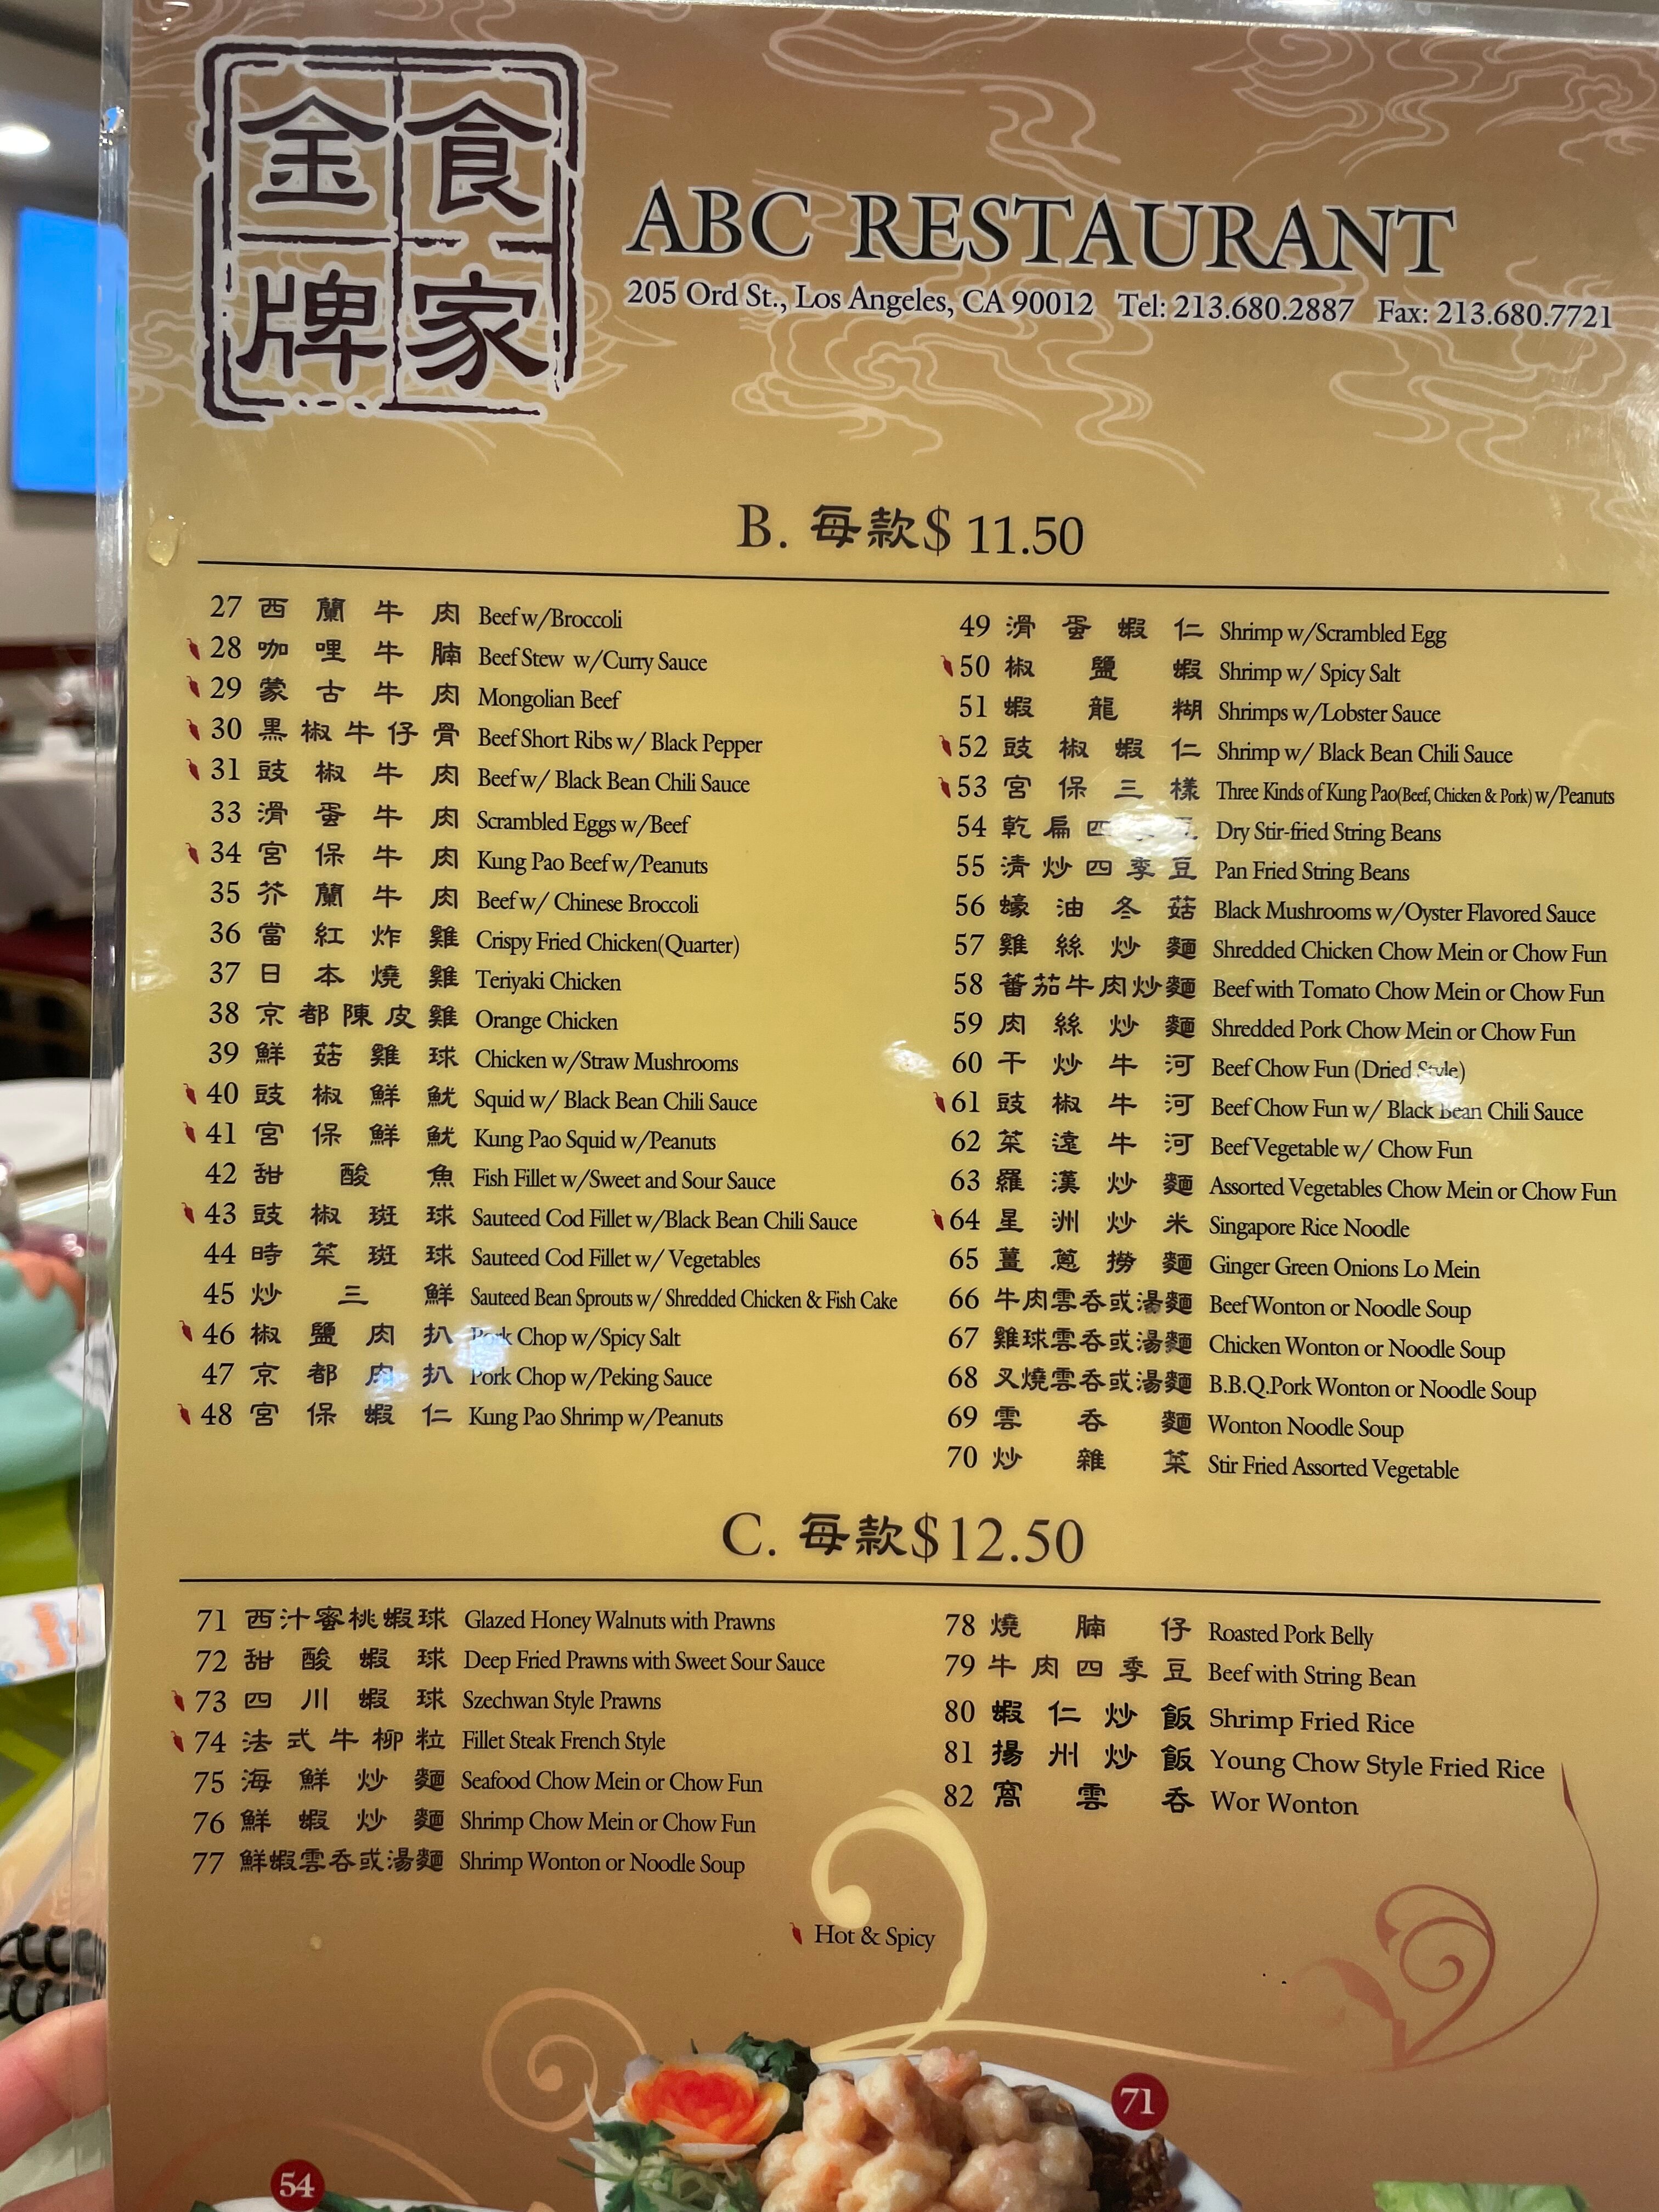 金食
牌家
ABC RESTAURANT
205 Ord St., Los Angeles, CA 90012 Tel: 213.680.2887 Fax: 213.680.7721
B. 每款$ 11.50
27 西蘭牛肉 Beef w/Broccoli
28 咖哩牛腩 Beef Stew w/Curry Sauce
29 蒙古牛肉 Mongolian Beef
30 黑椒牛仔骨 Beef Short Ribs w/ Black Pepper
31 豉椒牛肉 Beef w/ Black Bean Chili Sauce
33 滑蛋牛肉 Scrambled Eggs w/Beef
34 宮保牛肉 Kung Pao Beef w/Peanuts
35 芥蘭牛肉 Beef w/ Chinese Broccoli
36 當紅炸雞 Crispy Fried Chicken(Quarter)
37 日本燒雞 Teriyaki Chicken
38 京都陳皮雞 Orange Chicken
39 鮮菇雞球 Chicken w/Straw Mushrooms
40 豉椒鮮魷 Squid w/ Black Bean Chili Sauce
41 宮保鮮魷 Kung Pao Squid w/Peanuts
42 甜酸魚 Fish Fillet w/Sweet and Sour Sauce
43 豉椒斑球 Sauteed Cod Fillet w/Black Bean Chili Sauce
44 時菜斑球 Sauteed Cod Fillet w/ Vegetables
45 炒三鮮 Sauteed Bean Sprouts w/ Shredded Chicken & Fish Cake
46 椒鹽肉扒 Pork Chop w/Spicy Salt
47 京都肉扒 Pork Chop w/Peking Sauce
48 宮保蝦仁 Kung Pao Shrimp w/Peanuts
49 滑蛋蝦仁 Shrimp w/Scrambled Egg
50 椒鹽蝦 Shrimp w/ Spicy Salt
51 蝦龍糊 Shrimps w/Lobster Sauce
52 豉椒蝦仁 Shrimp w/ Black Bean Chili Sauce
53 宮保三樣 Three Kinds of Kung Pao(Beef, Chicken & Pork) w/Peanuts
54 乾扁四季豆 Dry Stir-fried String Beans
55 清炒四季豆 Pan Fried String Beans
56 蠔油冬菇 Black Mushrooms w/Oyster Flavored Sauce
57 雞絲炒麵 Shredded Chicken Chow Mein or Chow Fun
58 蕃茄牛肉炒麵 Beef with Tomato Chow Mein or Chow Fun
59 肉絲炒麵 Shredded Pork Chow Mein or Chow Fun
60 干炒牛河 Beef Chow Fun (Dried Style)
61 豉椒牛河 Beef Chow Fun w/ Black Bean Chili Sauce
62 菜遠牛河 Beef Vegetable w/ Chow Fun
63 羅漢炒麵 Assorted Vegetables Chow Mein or Chow Fun
64 星洲炒米 Singapore Rice Noodle
65 薑蔥撈麵 Ginger Green Onions Lo Mein
66 牛肉雲呑或湯麵 Beef Wonton or Noodle Soup
67 雞球雲呑或湯麵 Chicken Wonton or Noodle Soup
68 叉燒雲呑或湯麵 B.B.Q.Pork Wonton or Noodle Soup
69 雲呑麵 Wonton Noodle Soup
70 炒雜菜 Stir Fried Assorted Vegetable
C. 每款$12.50
71 西汁蜜桃蝦球 Glazed Honey Walnuts with Prawns
72 甜酸蝦球 Deep Fried Prawns with Sweet Sour Sauce
73 四川蝦球 Szechwan Style Prawns
74 法式牛柳粒 Fillet Steak French Style
75 海鮮炒麵 Seafood Chow Mein or Chow Fun
76 鮮蝦炒麵 Shrimp Chow Mein or Chow Fun
77 鮮蝦雲呑或湯麵 Shrimp Wonton or Noodle Soup
78 燒腩仔 Roasted Pork Belly
79 牛肉四季豆 Beef with String Bean
80 蝦仁炒飯 Shrimp Fried Rice
81 揚州炒飯 Young Chow Style Fried Rice
82 窩雲呑 Wor Wonton
Hot & Spicy
71
54